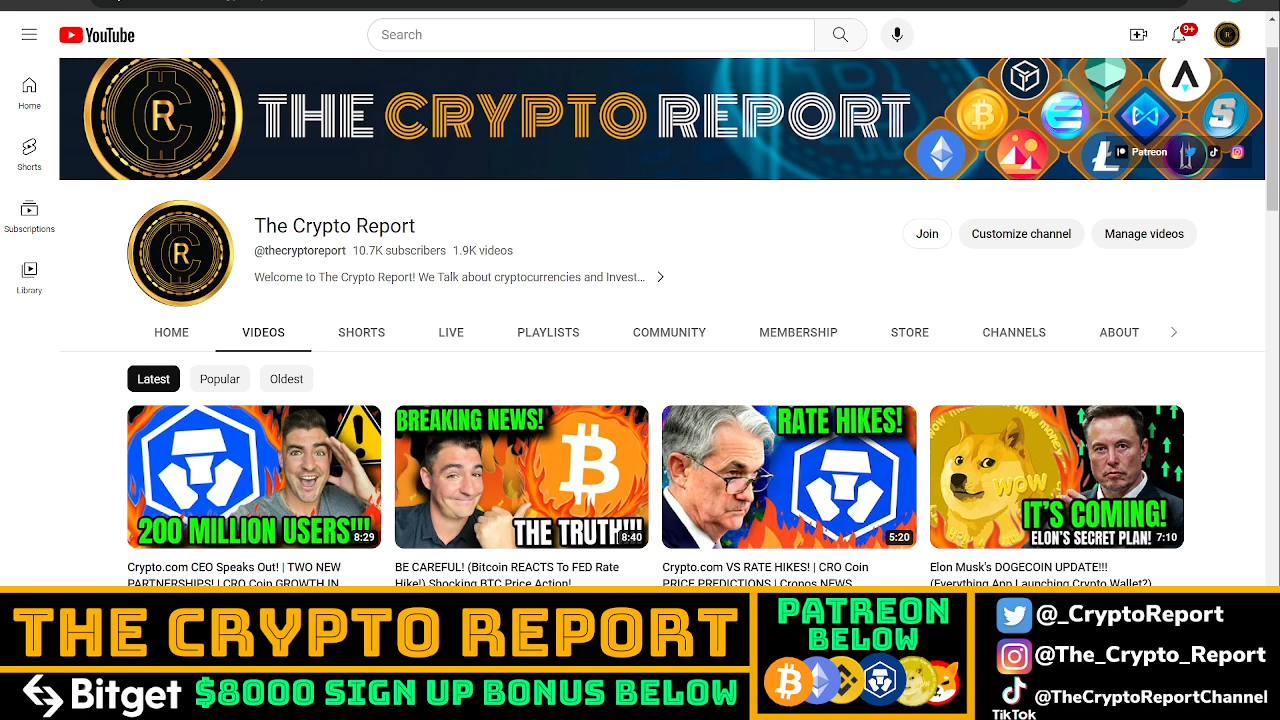 YouTube
Search
9+
Home
Shorts
Subscriptions
Library
R
THE CRYPTO REPORT
Patreon
R
The Crypto Report
@thecryptoreport 10.7K subscribers 1.9K videos
Welcome to The Crypto Report! We Talk about cryptocurrencies and Invest...
Join
Customize channel
Manage videos
HOME
VIDEOS
SHORTS
LIVE
PLAYLISTS
COMMUNITY
MEMBERSHIP
STORE
CHANNELS
ABOUT
Latest
Popular
Oldest
200 MILLION USERS!!!
8:29
BREAKING NEWS!
THE TRUTH!!!
8:40
RATE HIKES!
5:20
WOW
IT'S COMING!
ELON'S SECRET PLAN!
7:10
Crypto.com CEO Speaks Out! | TWO NEW
PARTNERSHIPS! | CRO Coin GROWTH IN
BE CAREFUL! (Bitcoin REACTS To FED Rate
Hike!) Shocking BTC Price Action!
Crypto.com VS RATE HIKES! | CRO Coin
PRICE PREDICTIONS | Cronos NEWS
Elon Musk's DOGECOIN UPDATE!!!
(Everything App Launching Crypto Wallet?)
THE CRYPTO REPORT
Bitget $8000 SIGN UP BONUS BELOW
PATREON
BELOW
@_CryptoReport
@The_Crypto_Report
@TheCryptoReportChannel
TikTok